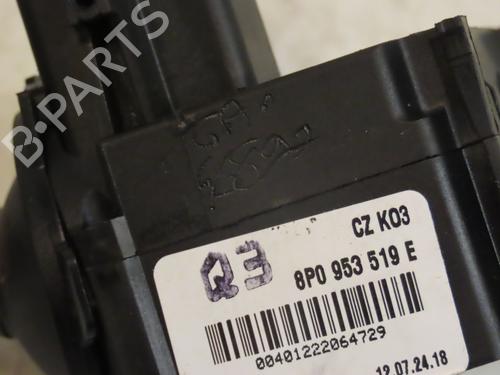 B-PARTS
CZ K03
Q3
8P0 953 519 E
00401222064729
12.07.24.18